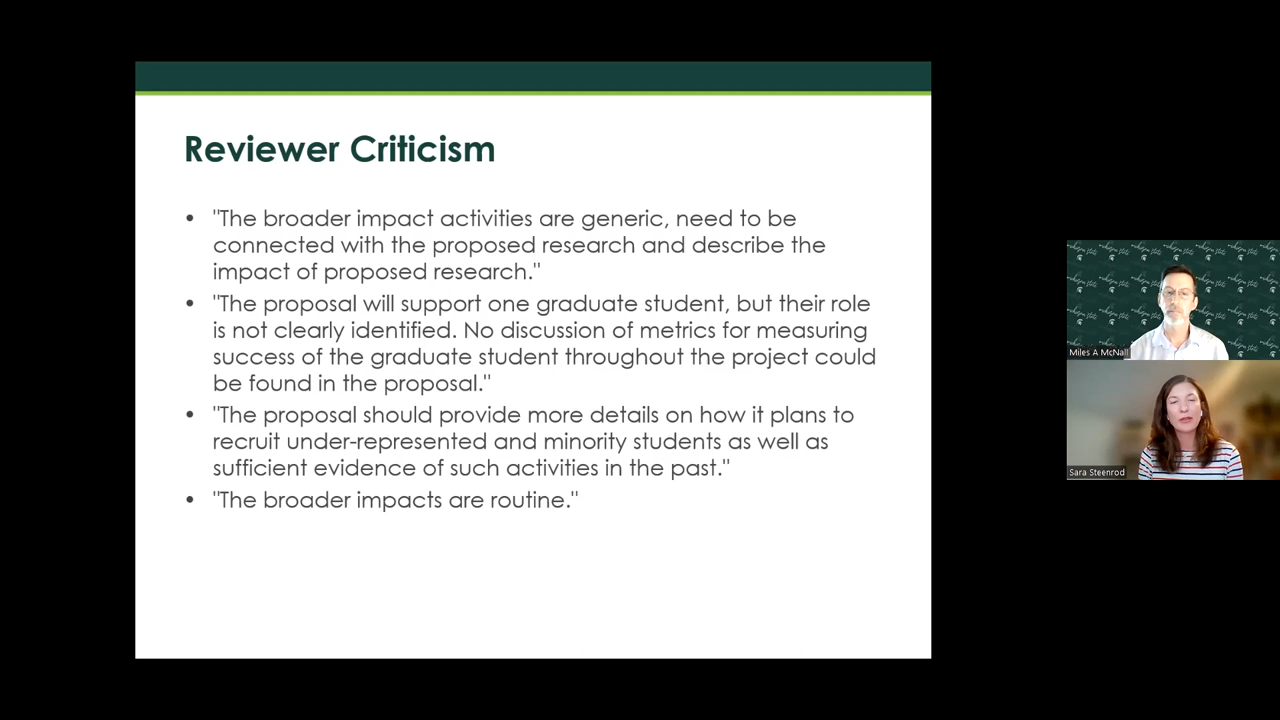 Reviewer Criticism
• "The broader impact activities are generic, need to be
connected with the proposed research and describe the
impact of proposed research."
• "The proposal will support one graduate student, but their role
is not clearly identified. No discussion of metrics for measuring
success of the graduate student throughout the project could
be found in the proposal."
• "The proposal should provide more details on how it plans to
recruit under-represented and minority students as well as
sufficient evidence of such activities in the past."
• "The broader impacts are routine."
Miles A McNall
Sara Steenrod